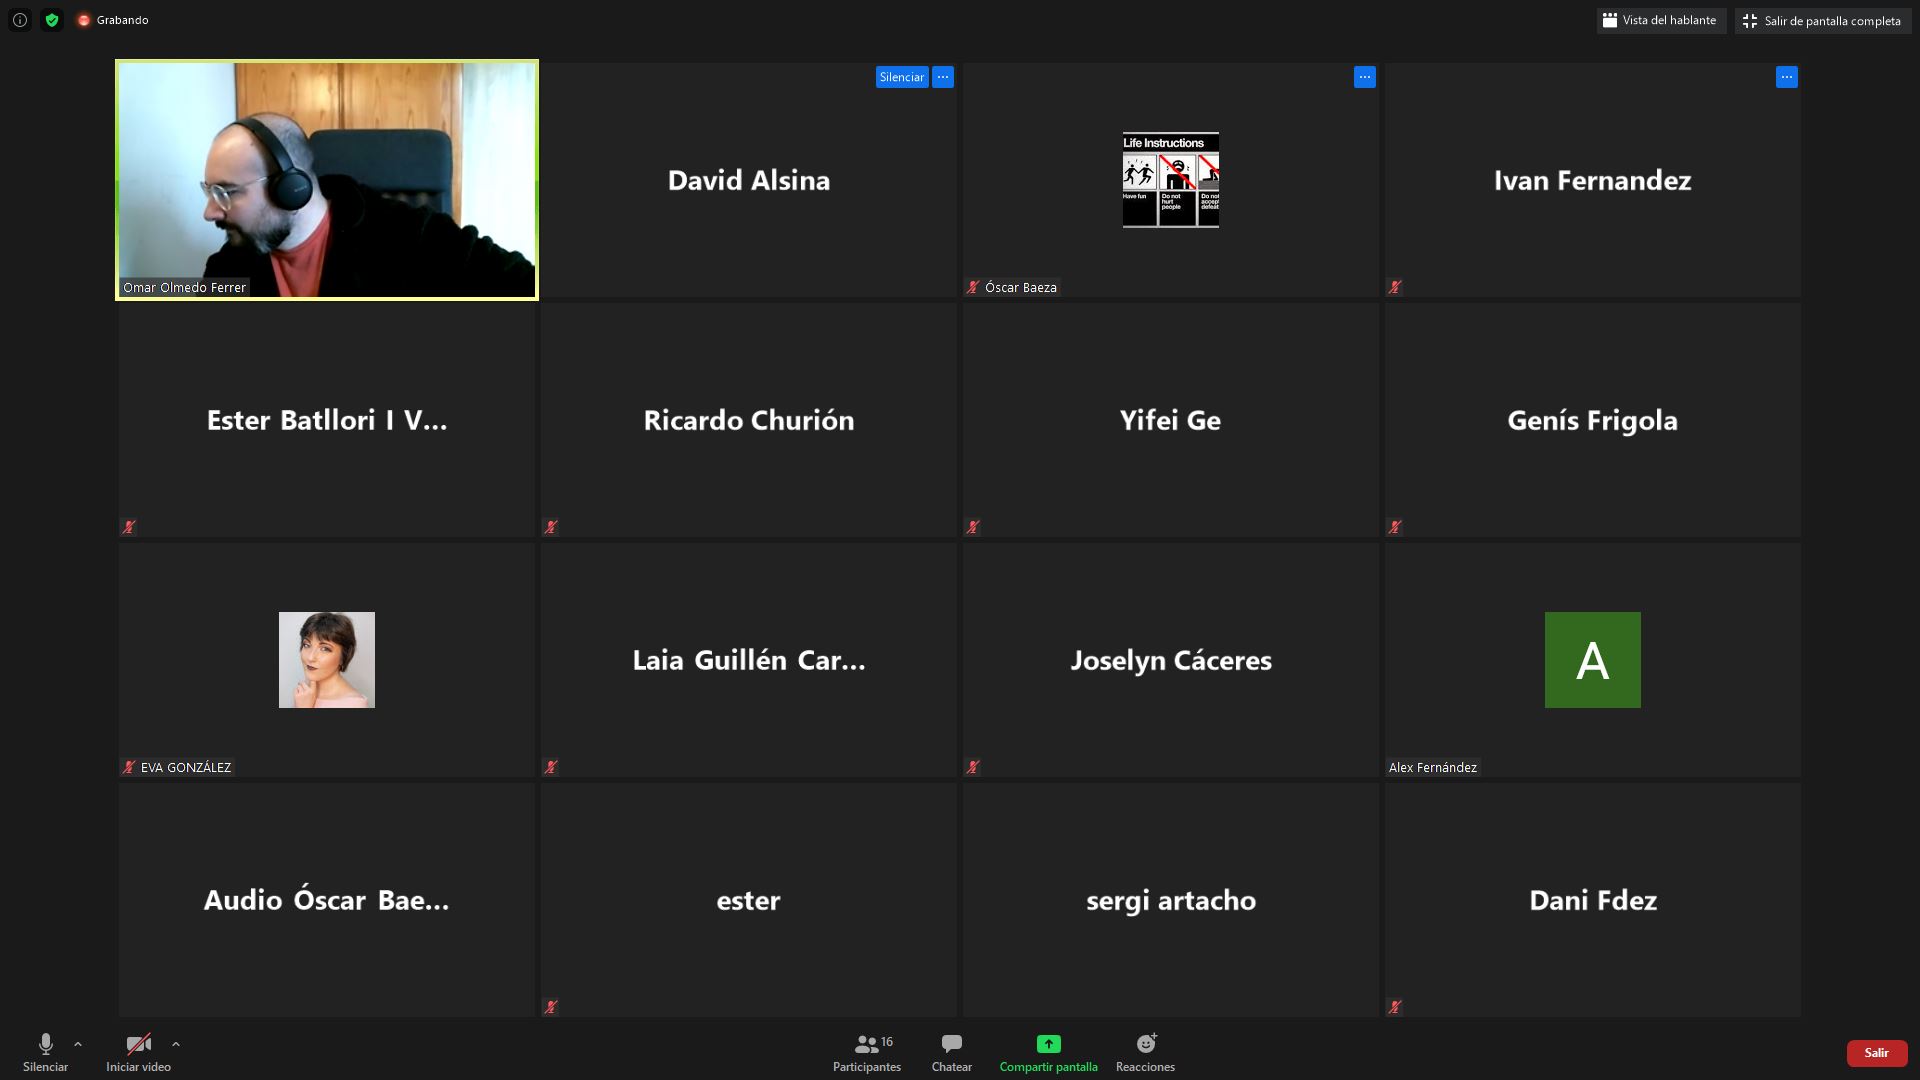 Grabando
Vista del hablante
Salir de pantalla completa
Omar Olmedo Ferrer
Silenciar
David Alsina
Life Instructions
Have fun
Do not
hurt
people
Do not
accept
defeat
Óscar Baeza
Ivan Fernandez
Ester Batllori I V...
Ricardo Churión
Yifei Ge
Genís Frigola
EVA GONZÁLEZ
Laia Guillén Car...
Joselyn Cáceres
A
Alex Fernández
Audio Óscar Bae...
ester
sergi artacho
Dani Fdez
Silenciar
Iniciar video
16
Participantes
Chatear
Compartir pantalla
Reacciones
Salir